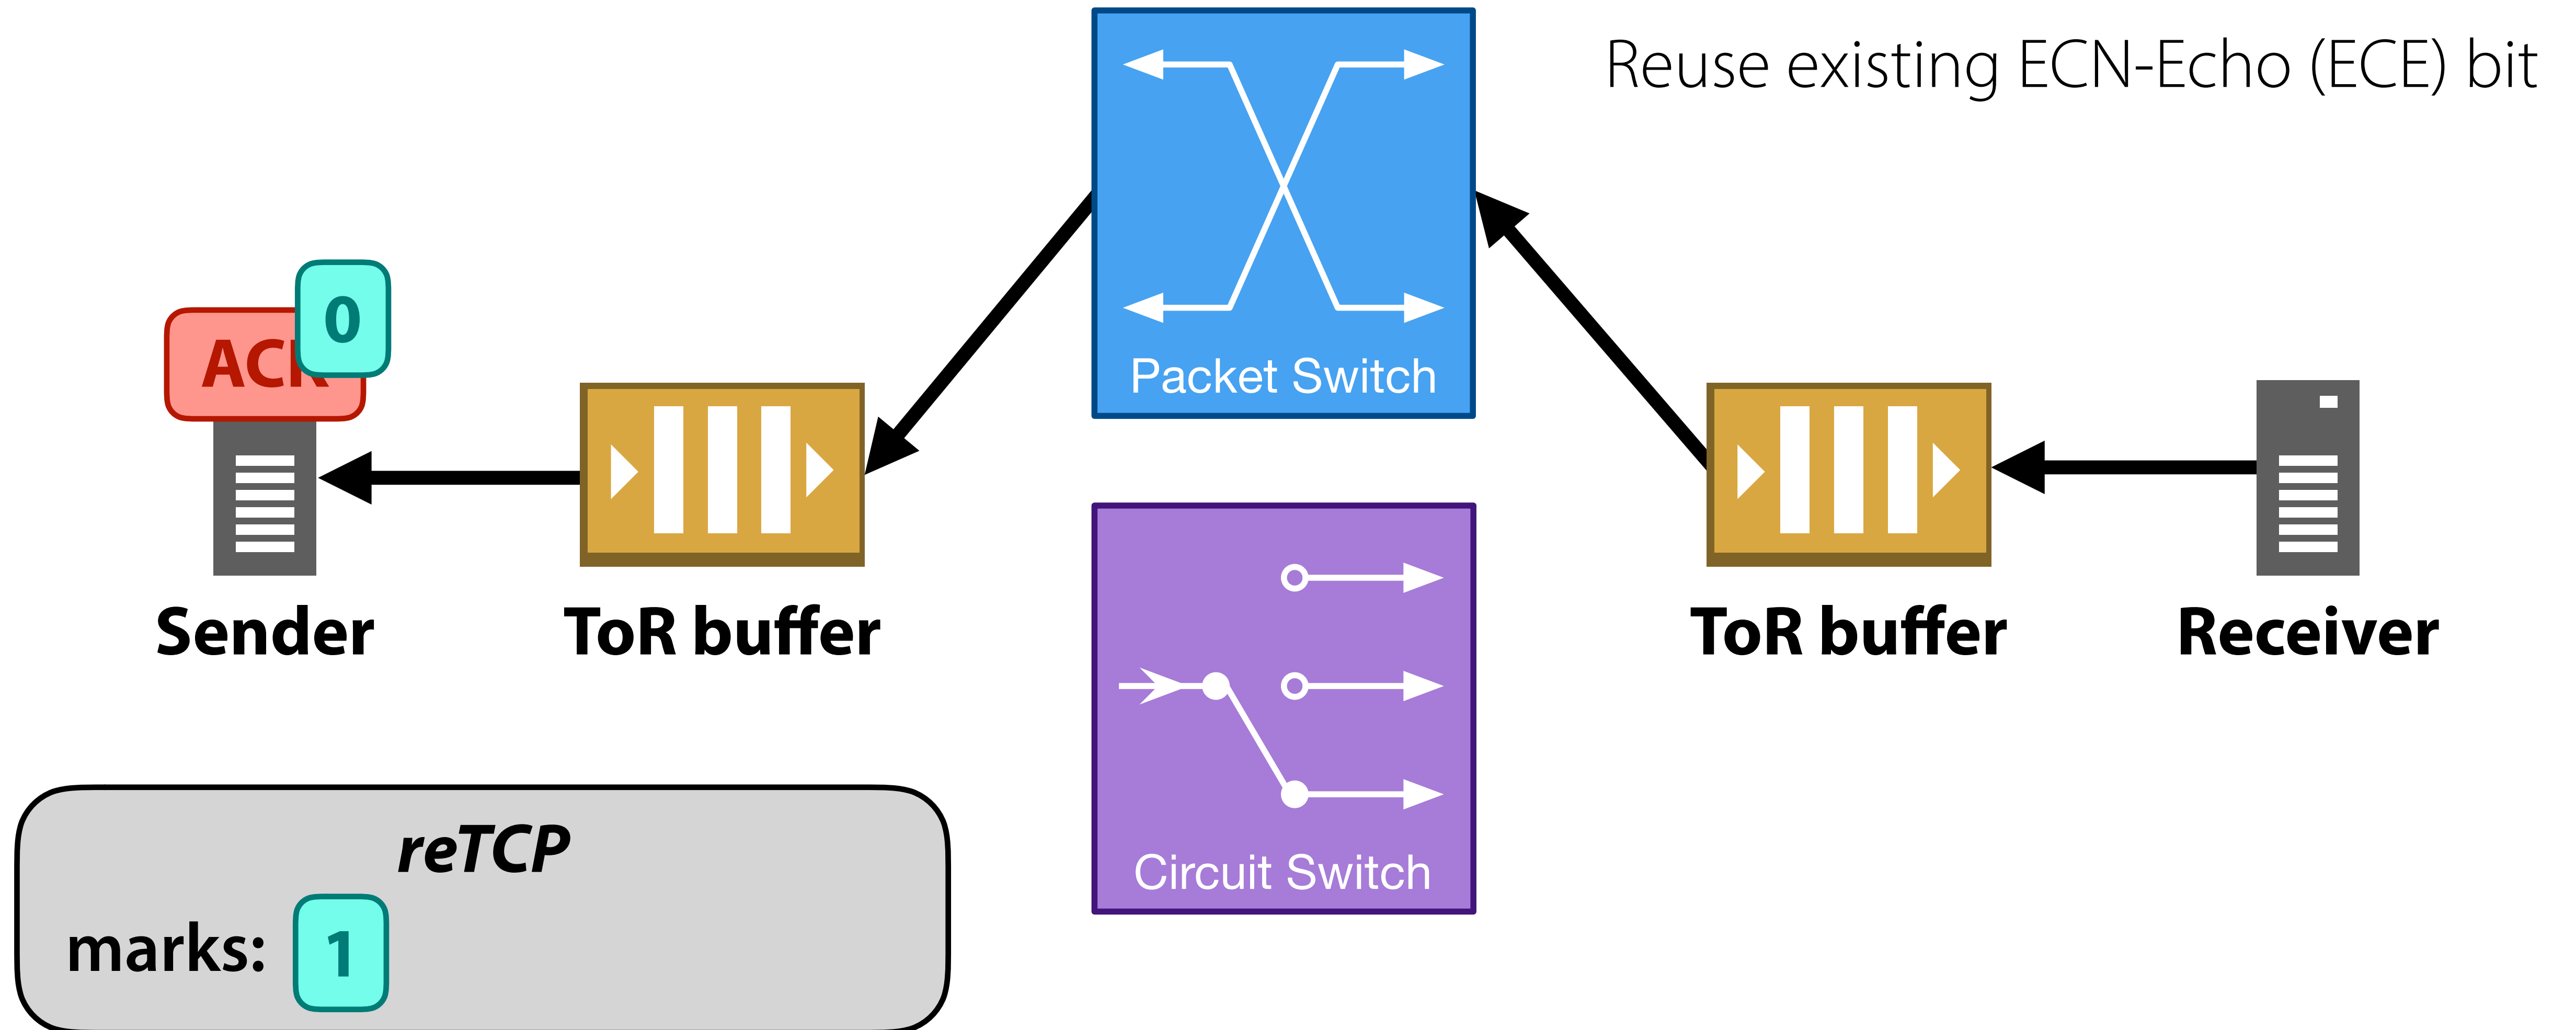 Reuse existing ECN-Echo (ECE) bit
0
ACK
Packet Switch
Sender
ToR buffer
ToR buffer
Receiver
Circuit Switch
reTCP
marks: 1